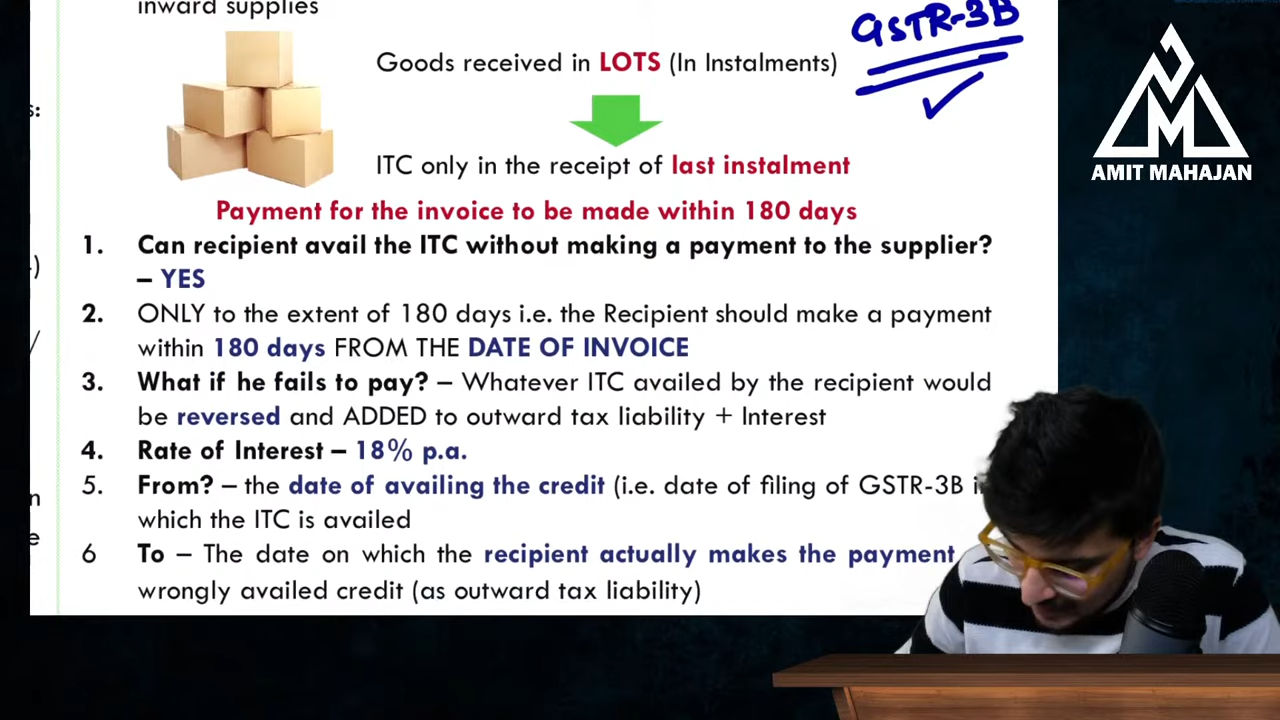 inward supplies
GSTR-3B
Goods received in LOTS (In Instalments)
ITC only in the receipt of last instalment
Payment for the invoice to be made within 180 days
1. Can recipient avail the ITC without making a payment to the supplier?
– YES
2. ONLY to the extent of 180 days i.e. the Recipient should make a payment
within 180 days FROM THE DATE OF INVOICE
3. What if he fails to pay? – Whatever ITC availed by the recipient would
be reversed and ADDED to outward tax liability + Interest
4. Rate of Interest – 18% p.a.
5. From? – the date of availing the credit (i.e. date of filing of GSTR-3B
which the ITC is availed
6 To – The date on which the recipient actually makes the payment
wrongly availed credit (as outward tax liability)
s:
)
/
n
e
AMIT MAHAJAN